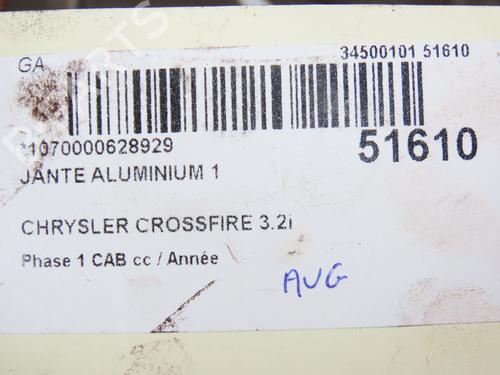 GA
34500101 51610
*1070000628929
51610
JANTE ALUMINIUM 1
CHRYSLER CROSSFIRE 3.2i
Phase 1 CAB cc / Année
AVG